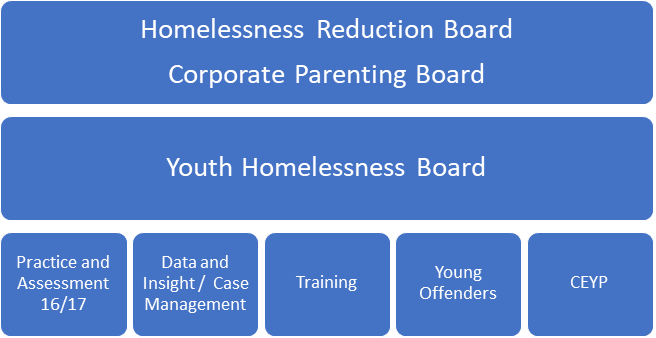 Homelessness Reduction Board
Corporate Parenting Board
Youth Homelessness Board
Practice and
Assessment
16/17
Data and
Insight / Case
Management
Training
Young
Offenders
CEYP